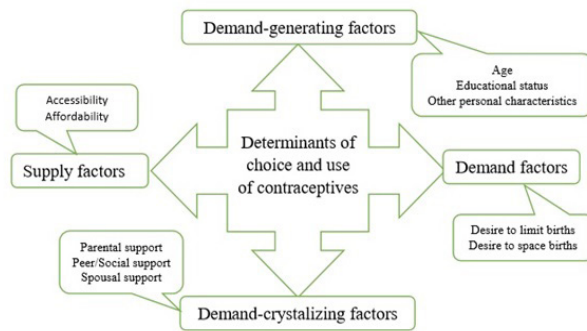 Demand-generating factors
Age
Educational status
Other personal characteristics
Accessibility
Affordability
Supply factors
Determinants of
choice and use
of contraceptives
Demand factors
Desire to limit births
Desire to space births
Parental support
Peer/Social support
Spousal support
Demand-crystalizing factors